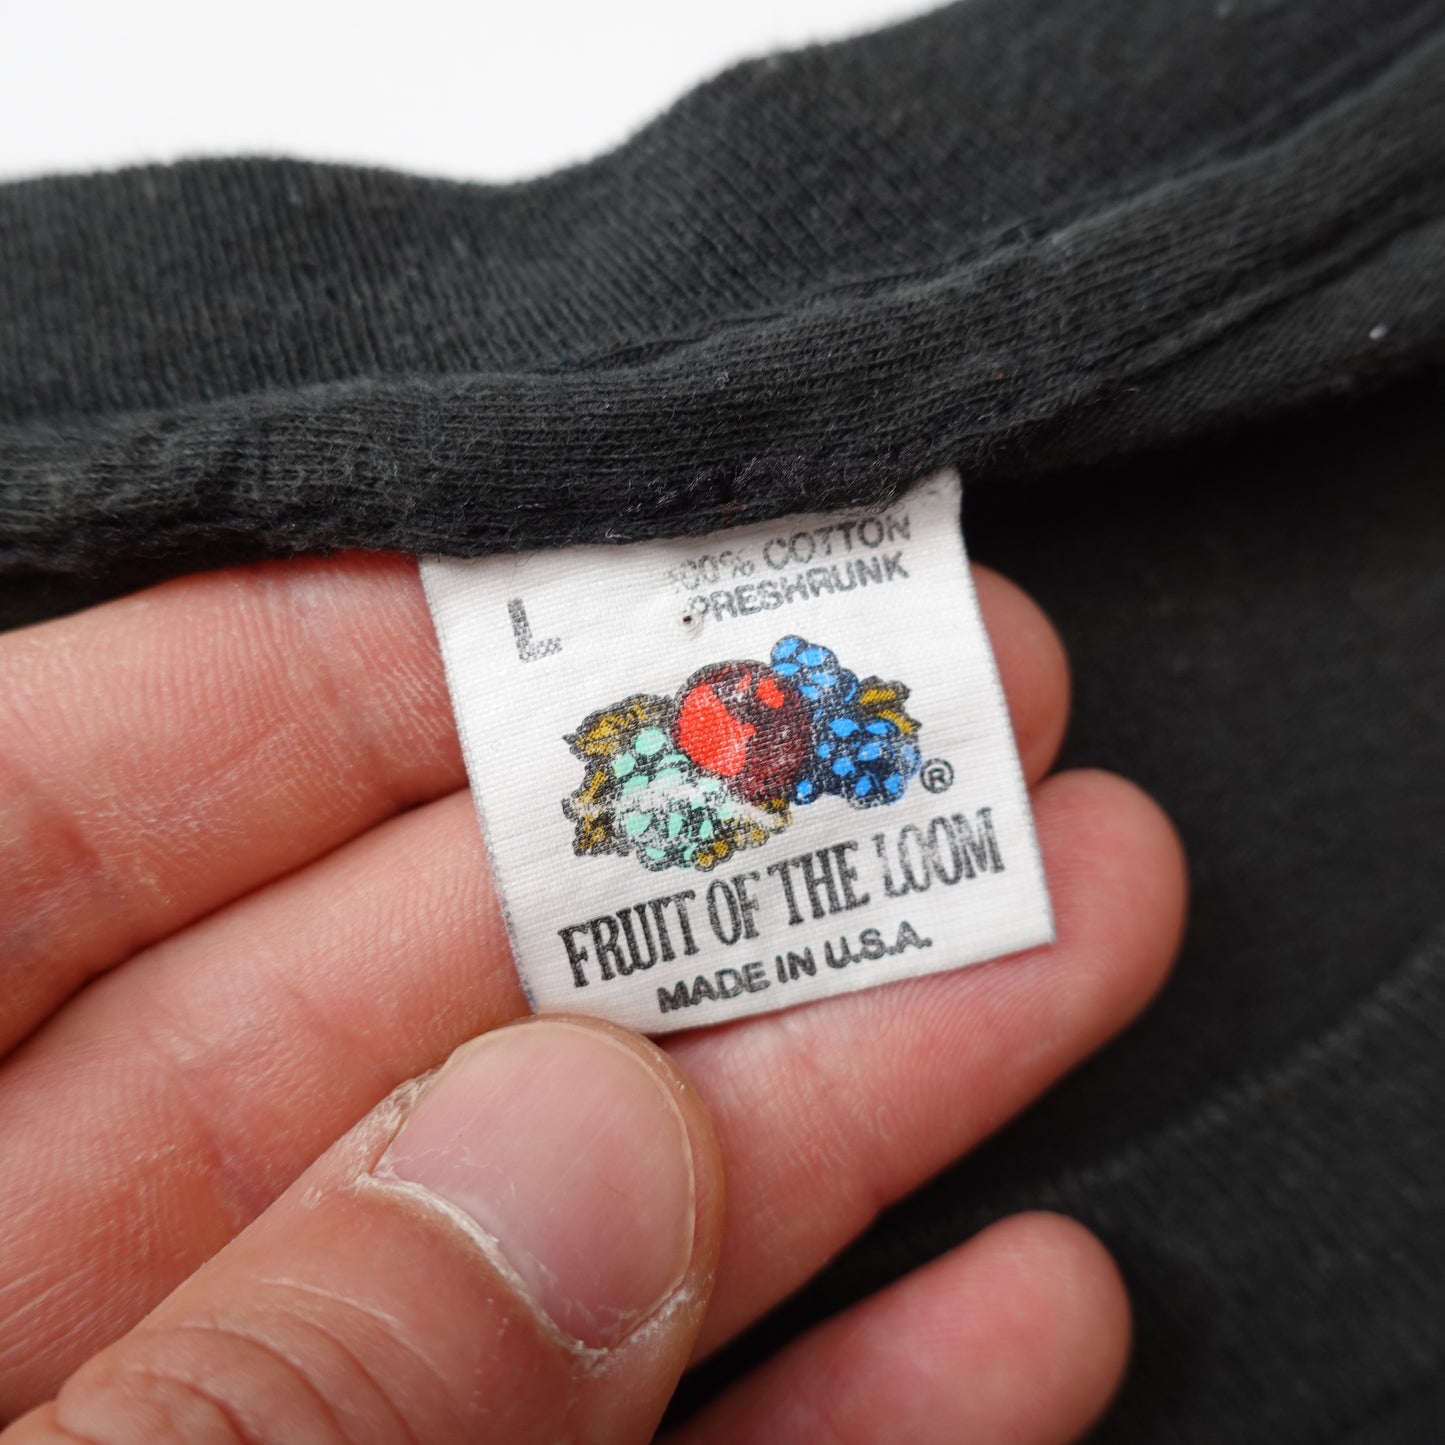 L
100% COTTON
PRESHRUNK
®
FRUIT OF THE LOOM
MADE IN U.S.A.